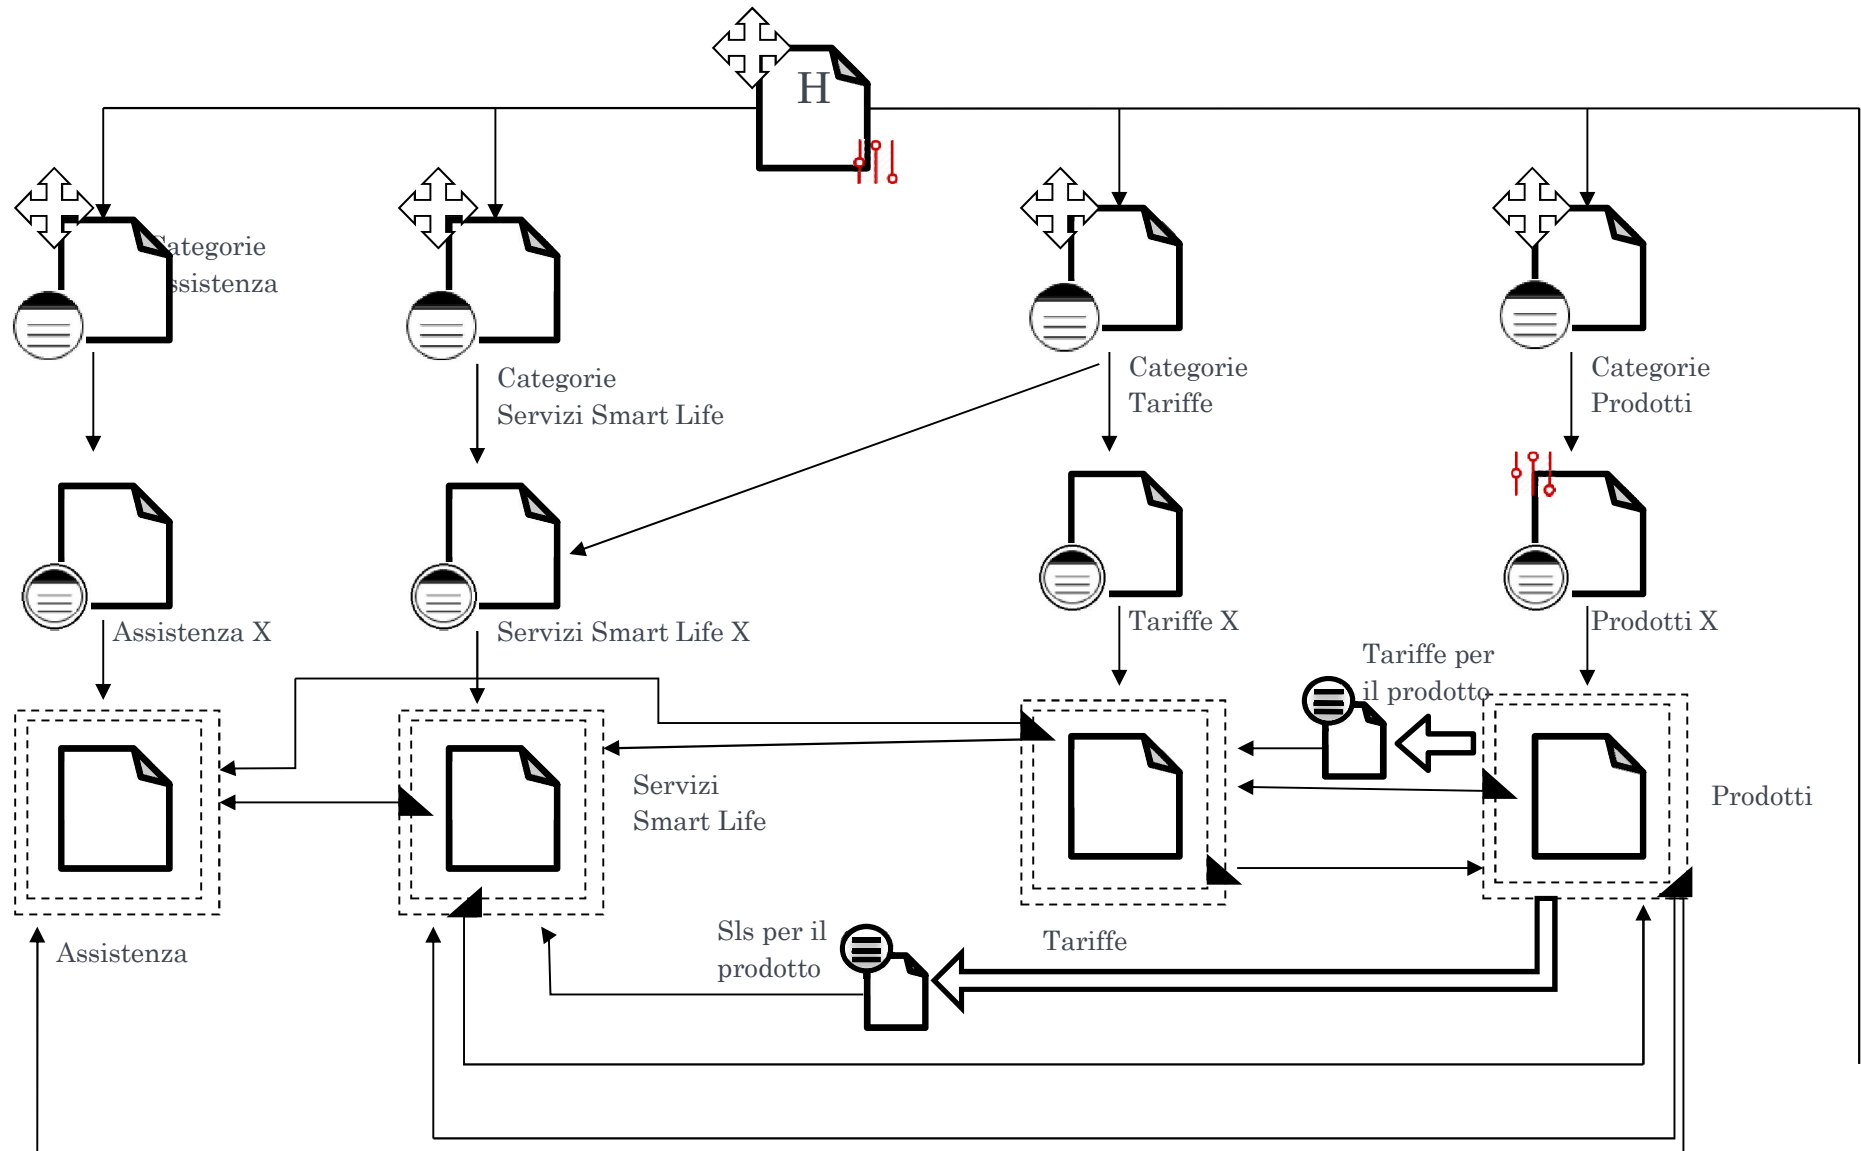 H
ategorie
ssistenza
Categorie
Servizi Smart Life
Categorie
Tariffe
Categorie
Prodotti
Assistenza X
Servizi Smart Life X
Tariffe X
Prodotti X
Tariffe per
il prodotto
Servizi
Smart Life
Prodotti
Sls per il
prodotto
Tariffe
Assistenza